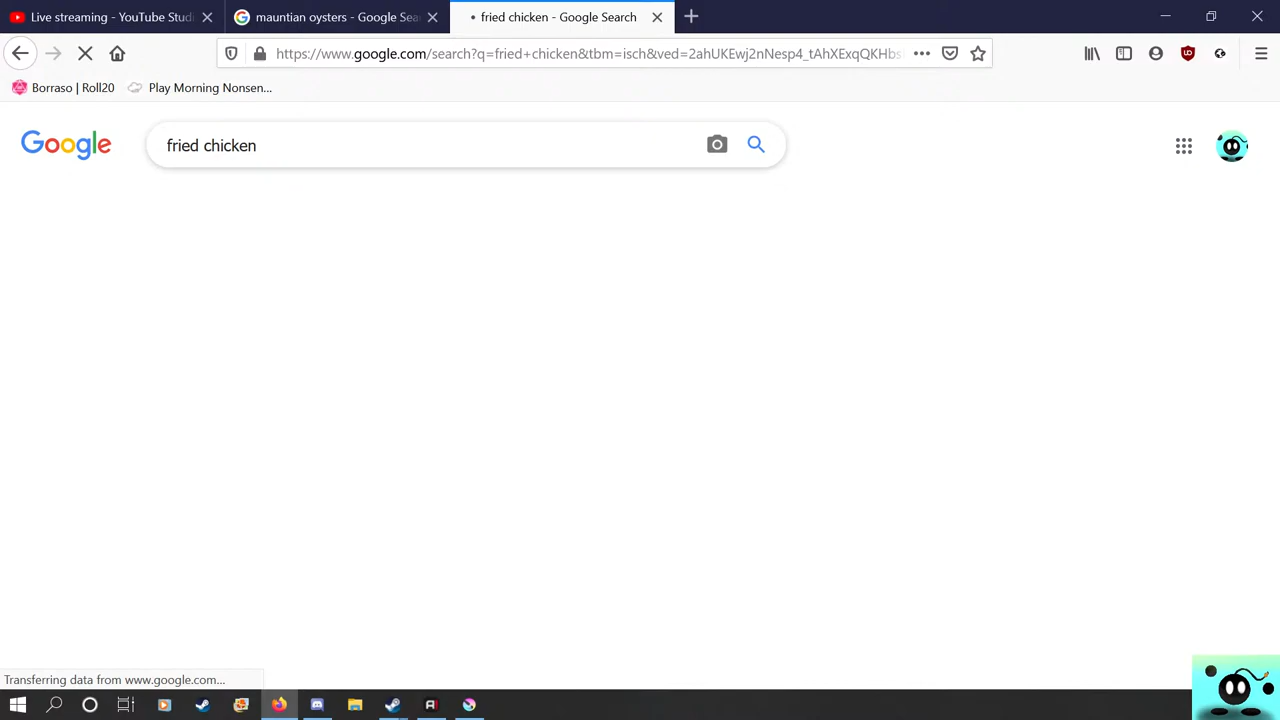 Live streaming - YouTube Stud
mauntian oysters - Google Sea
fried chicken - Google Search
https://www.google.com/search?q=fried+chicken&tbm=isch&ved=2ahUKEwj2nNesp4_tAhXExqQKHbs
Borraso | Roll20
Play Morning Nonsen...
Google
fried chicken
Transferring data from www.google.com...